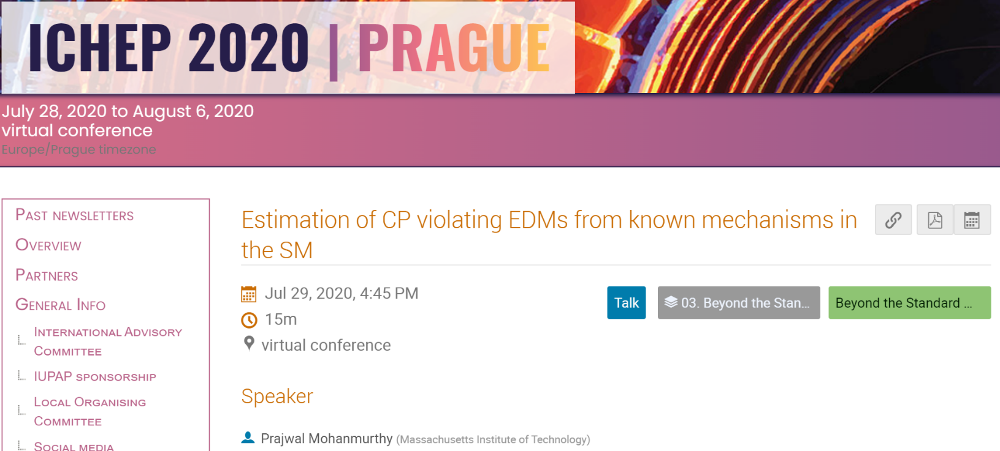 ICHEP 2020 | PRAGUE
July 28, 2020 to August 6, 2020
virtual conference
Europe/Prague timezone
Past newsletters
Overview
Partners
General Info
International Advisory
Committee
IUPAP sponsorship
Local Organising
Committee
Social media
Estimation of CP violating EDMs from known mechanisms in
the SM
Jul 29, 2020, 4:45 PM
15m
virtual conference
Talk
03. Beyond the Stan...
Beyond the Standard ...
Speaker
Prajwal Mohanmurthy (Massachusetts Institute of Technology)